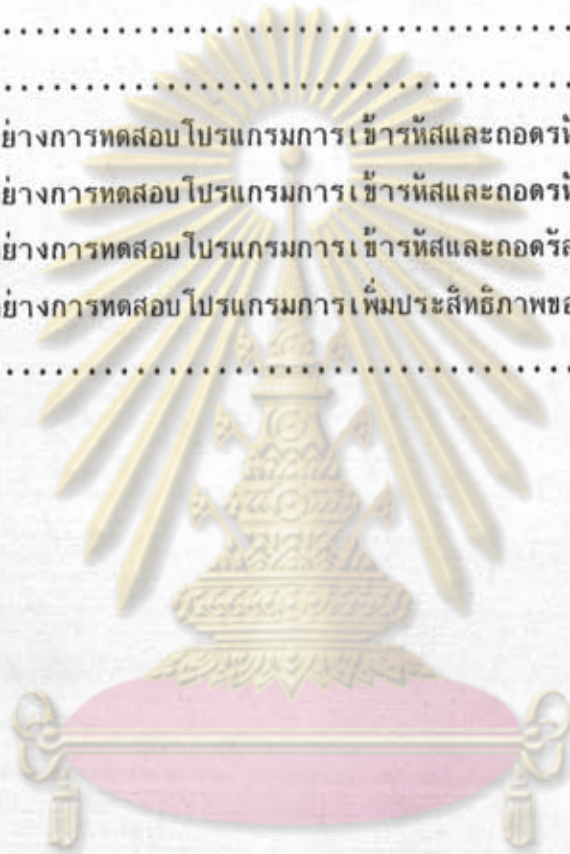 ..............................
..............................
ย่างการทดสอบโปรแกรมการเข้ารหัสและถอดรหั
ย่างการทดสอบโปรแกรมการเข้ารหัสและถอดรหั
ย่างการทดสอบโปรแกรมการเข้ารหัสและถอดรัส
ย่างการทดสอบโปรแกรมการเพิ่มประสิทธิภาพขอ
..............................